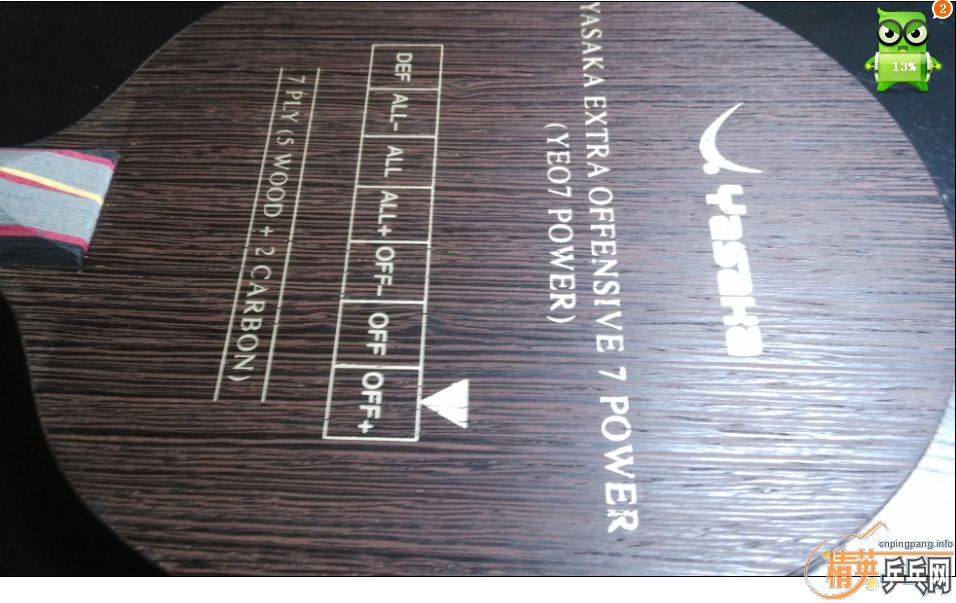 Yasaka
YASAKA EXTRA OFFENSIVE 7 POWER
(YEO7 POWER)
DEF ALL- ALL ALL+ OFF- OFF OFF+
7 PLY (5 WOOD + 2 CARBON)
2
13%
cnpingpang.info
精英乒乓网